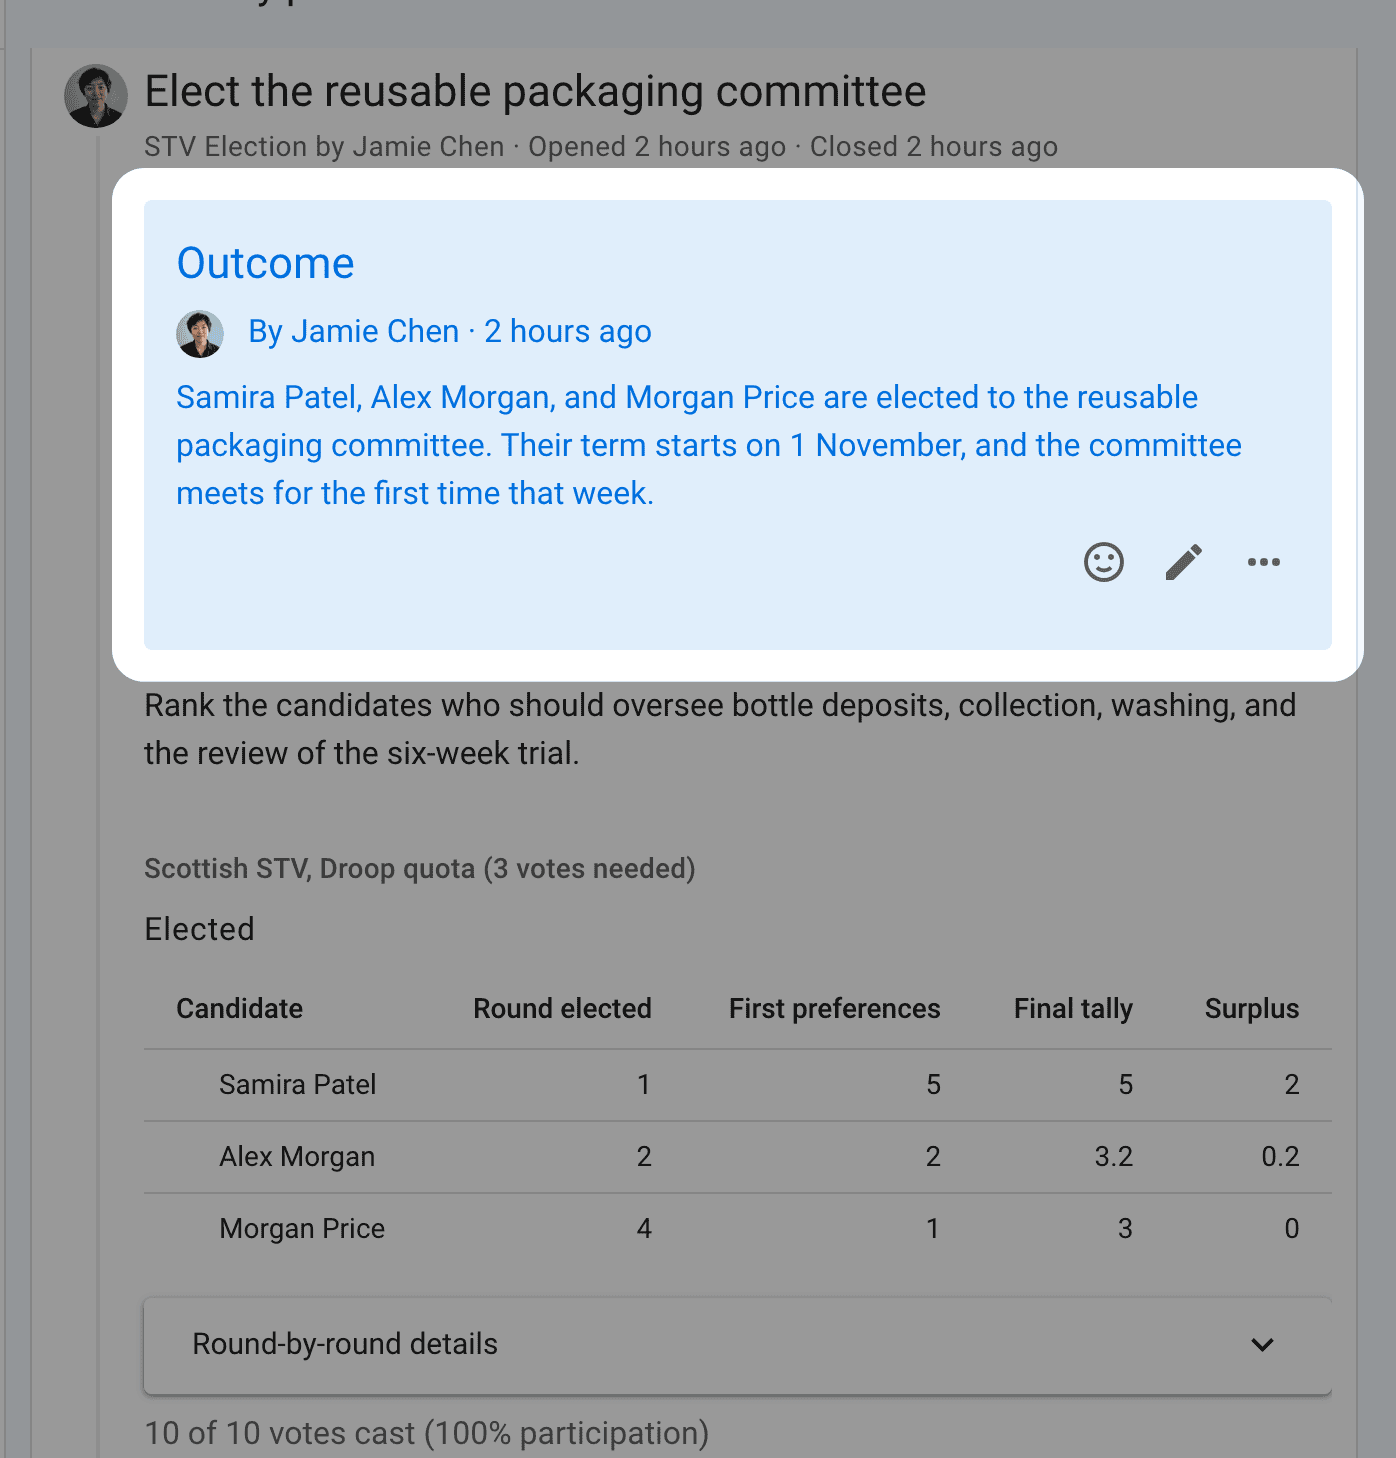 Elect the reusable packaging committee
STV Election by Jamie Chen · Opened 2 hours ago · Closed 2 hours ago
Outcome
By Jamie Chen · 2 hours ago
Samira Patel, Alex Morgan, and Morgan Price are elected to the reusable
packaging committee. Their term starts on 1 November, and the committee
meets for the first time that week.
Rank the candidates who should oversee bottle deposits, collection, washing, and
the review of the six-week trial.
Scottish STV, Droop quota (3 votes needed)
Elected
Candidate Round elected First preferences Final tally Surplus
Samira Patel 1 5 5 2
Alex Morgan 2 2 3.2 0.2
Morgan Price 4 1 3 0
Round-by-round details
10 of 10 votes cast (100% participation)